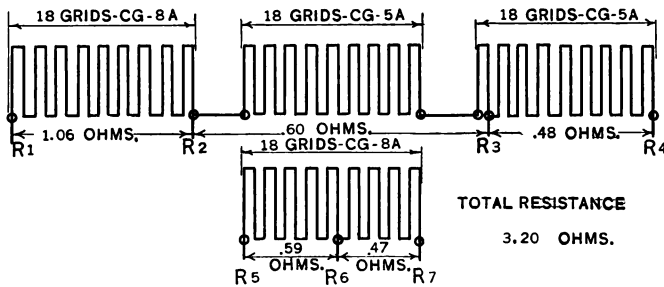 18 GRIDS-CG-8A 18 GRIDS-CG-5A 18 GRIDS-CG-5A
1.06 OHMS. .60 OHMS. .48 OHMS.
R1 R2 R3 R4
18 GRIDS-CG-8A
TOTAL RESISTANCE
3.20 OHMS.
.59 OHMS. .47 OHMS.
R5 R6 R7